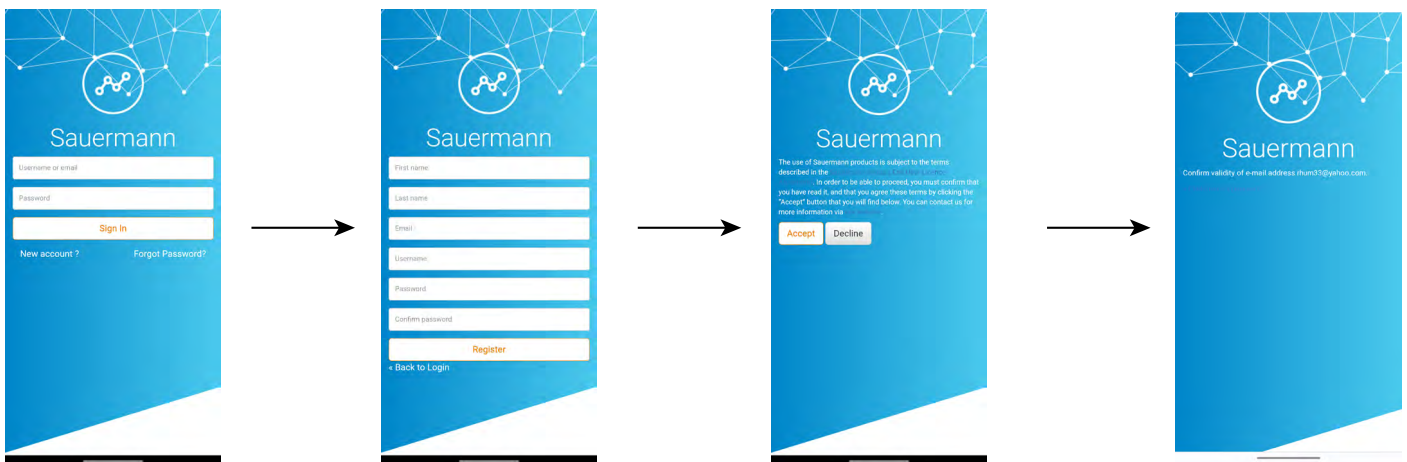 Sauermann
Username or email
Password
Sign In
New account ?
Forgot Password?
Sauermann
First name
Last name
Email
Username
Password
Confirm password
Register
« Back to Login
Sauermann
The use of Sauermann products is subject to the terms
described in the
. In order to be able to proceed, you must confirm that
you have read it, and that you agree these terms by clicking the
"Accept" button that you will find below. You can contact us for
more information via
Accept
Decline
Sauermann
Confirm validity of e-mail address rhum33@yahoo.com.